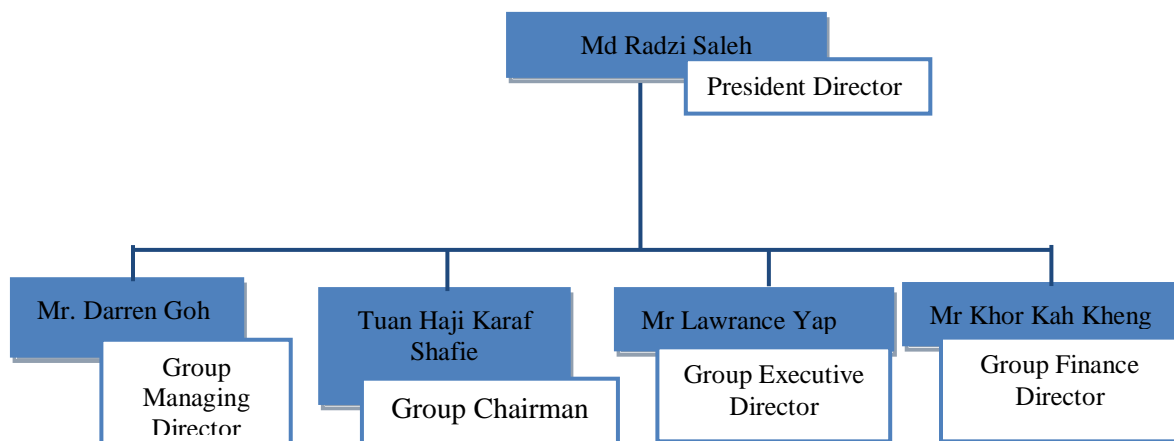 Md Radzi Saleh
President Director
Mr. Darren Goh
Group
Managing
Director
Tuan Haji Karaf
Shafie
Group Chairman
Mr Lawrance Yap
Group Executive
Director
Mr Khor Kah Kheng
Group Finance
Director